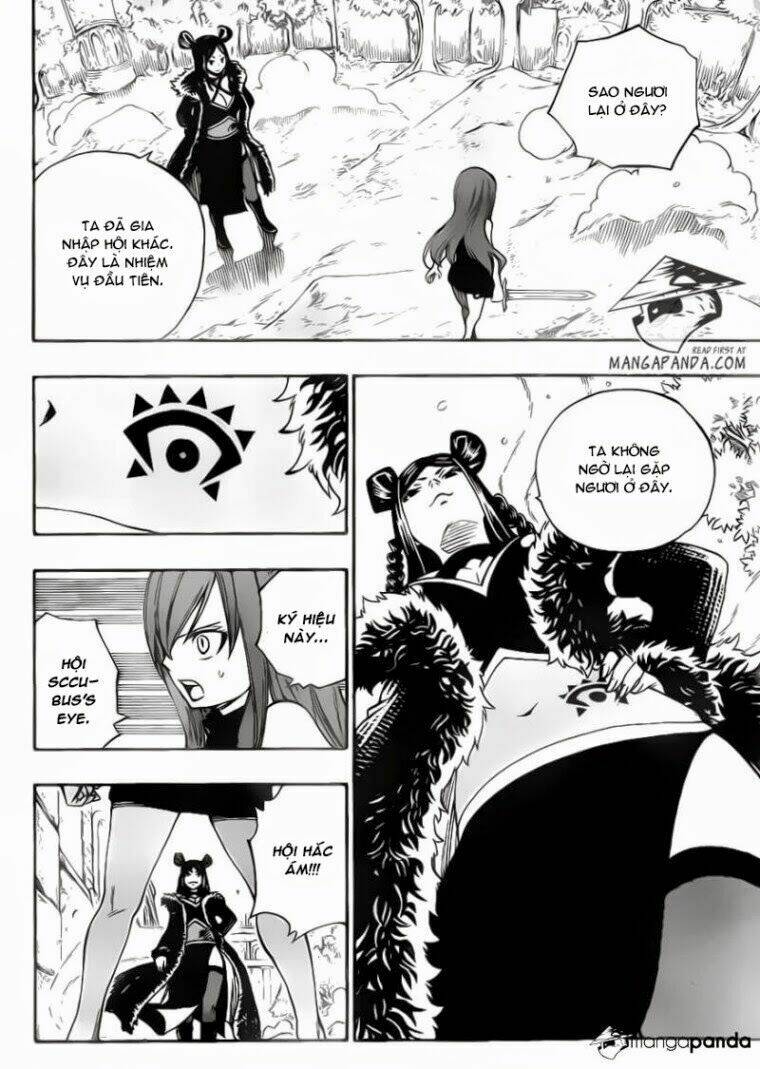 SAO NGƯƠI
LẠI Ở ĐÂY?
TA ĐÃ GIA
NHẬP HỘI KHÁC.
ĐÂY LÀ NHIỆM
VỤ ĐẦU TIÊN.
READ FIRST AT
MANGAPANDA.COM
TA KHÔNG
NGỜ LẠI GẶP
NGƯƠI Ở ĐÂY.
KÝ HIỆU
NÀY...
HỘI
SCCU-
BUS'S
EYE.
HỘI HẮC
ÁM!!!
mangapanda